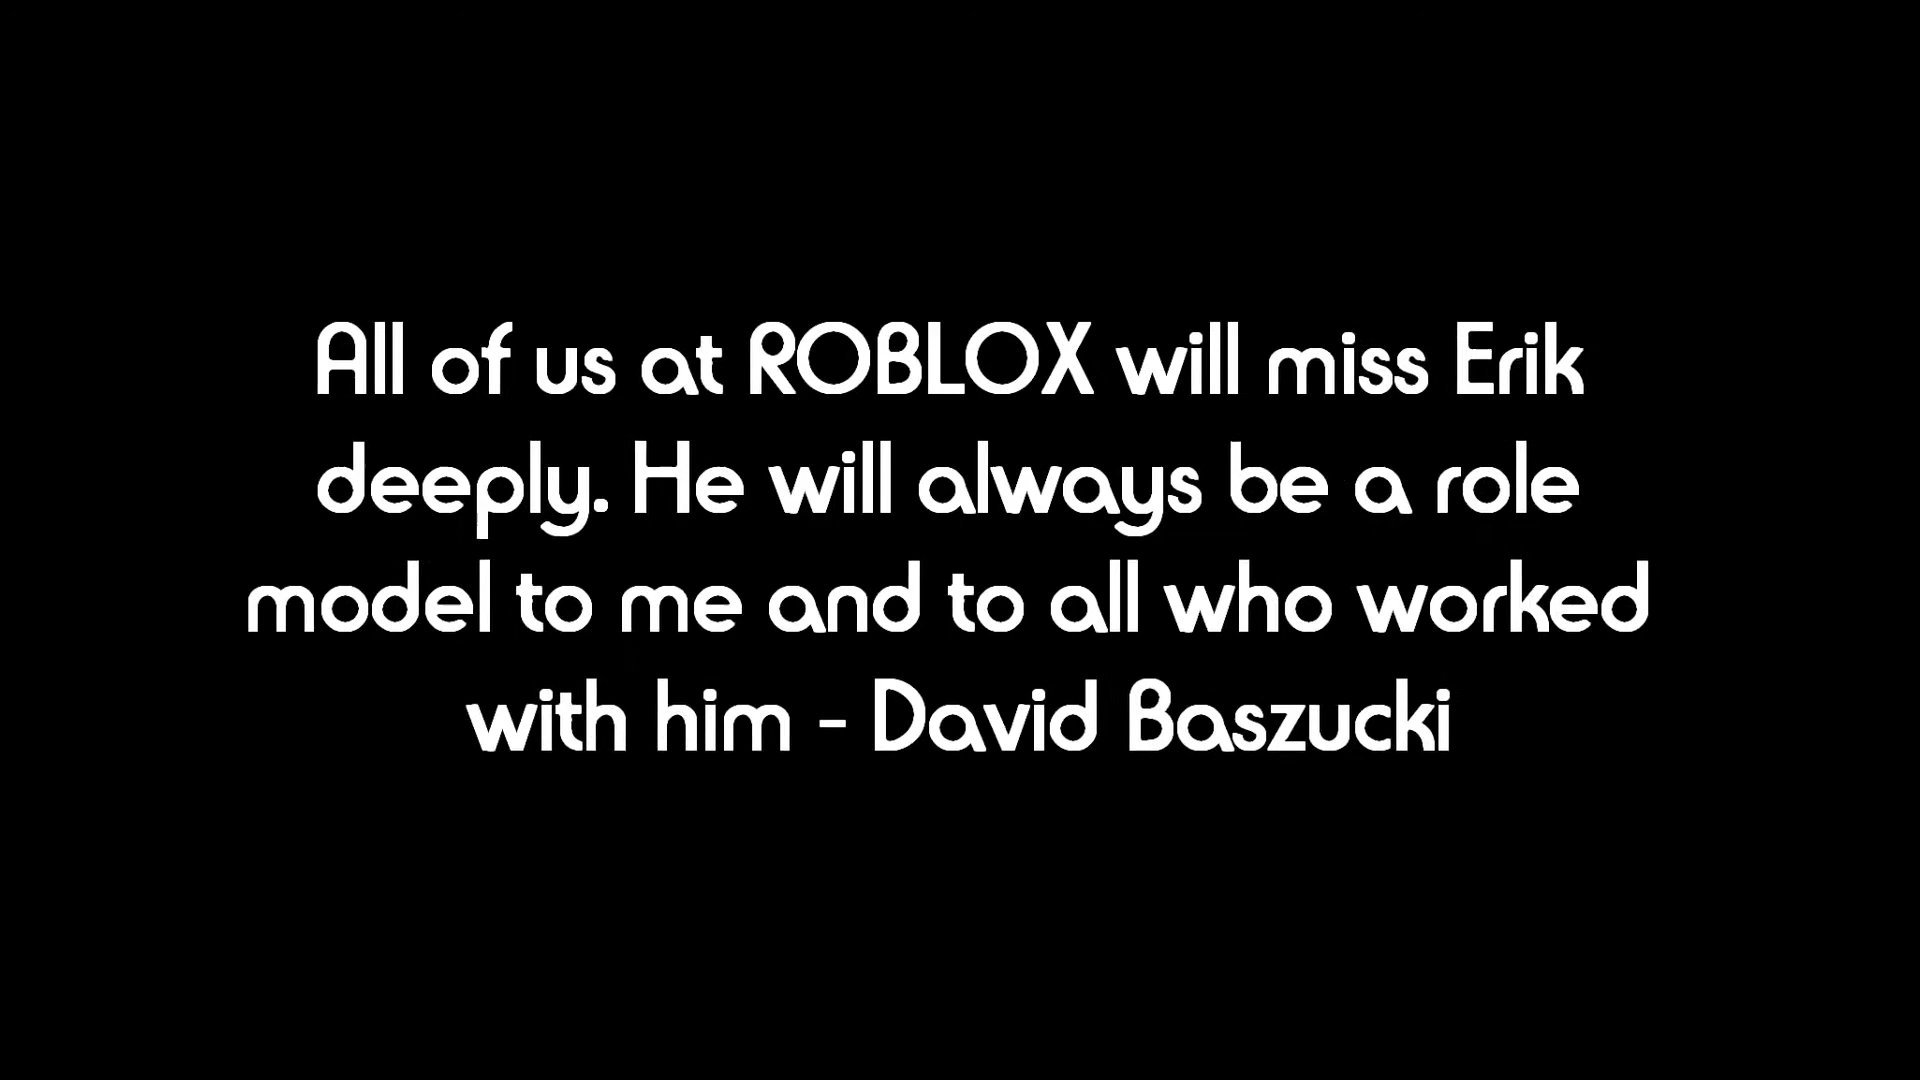 All of us at ROBLOX will miss Erik
deeply. He will always be a role
model to me and to all who worked
with him - David Baszucki